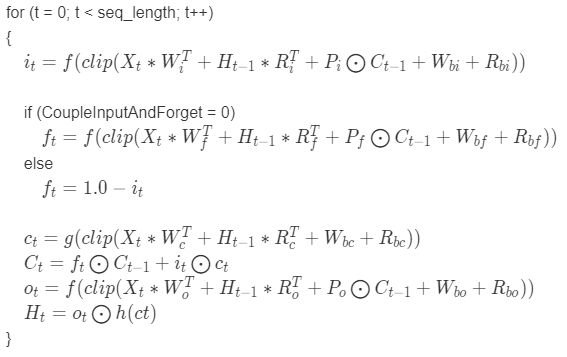 for (t = 0; t < seq_length; t++)
{
i_t = f(clip(X_t * W_i^T + H_{t-1} * R_i^T + P_i ⊙ C_{t-1} + W_{bi} + R_{bi}))
if (CoupleInputAndForget = 0)
f_t = f(clip(X_t * W_f^T + H_{t-1} * R_f^T + P_f ⊙ C_{t-1} + W_{bf} + R_{bf}))
else
f_t = 1.0 − i_t
c_t = g(clip(X_t * W_c^T + H_{t-1} * R_c^T + W_{bc} + R_{bc}))
C_t = f_t ⊙ C_{t-1} + i_t ⊙ c_t
o_t = f(clip(X_t * W_o^T + H_{t-1} * R_o^T + P_o ⊙ C_{t-1} + W_{bo} + R_{bo}))
H_t = o_t ⊙ h(ct)
}